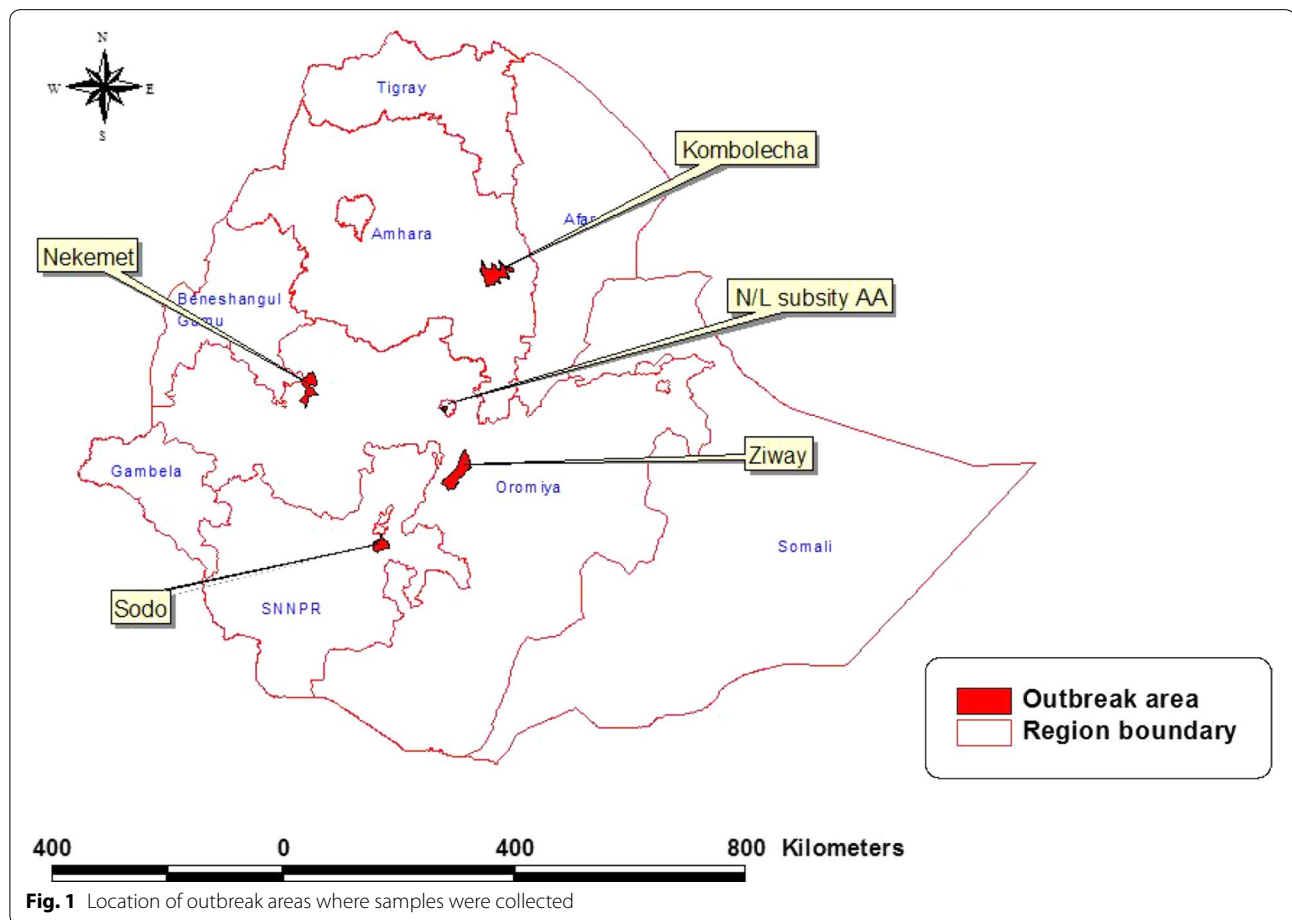 N
W E
S
Tigray
Kombolecha
Afar
Amhara
Nekemet
N/L subsity AA
Beneshangul
Gumu
Ziway
Gambela
Oromiya
Somali
Sodo
SNNPR
Outbreak area
Region boundary
400 0 400 800 Kilometers
Fig. 1 Location of outbreak areas where samples were collected